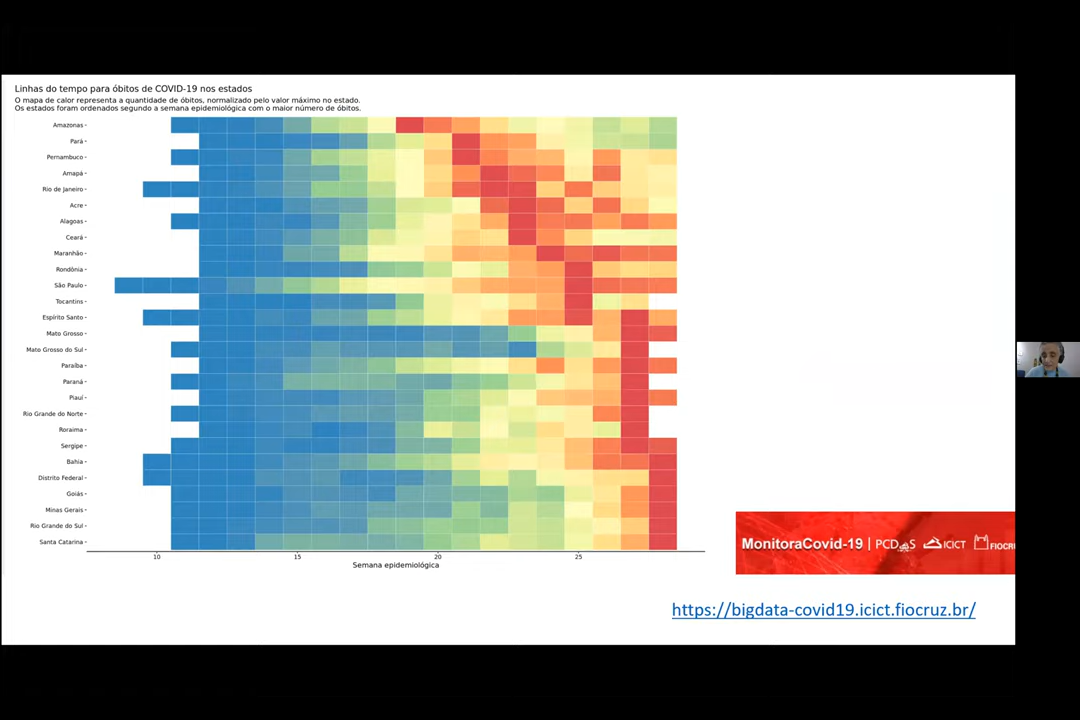 Linhas do tempo para óbitos de COVID-19 nos estados
O mapa de calor representa a quantidade de óbitos, normalizado pelo valor máximo no estado.
Os estados foram ordenados segundo a semana epidemiológica com o maior número de óbitos.
Amazonas
Pará
Pernambuco
Amapá
Rio de Janeiro
Acre
Alagoas
Ceará
Maranhão
Rondônia
São Paulo
Tocantins
Espírito Santo
Mato Grosso
Mato Grosso do Sul
Paraíba
Paraná
Piauí
Rio Grande do Norte
Roraima
Sergipe
Bahia
Distrito Federal
Goiás
Minas Gerais
Rio Grande do Sul
Santa Catarina
10 15 20 25
Semana epidemiológica
MonitoraCovid-19 | PCDaS ICICT FIOCRU
https://bigdata-covid19.icict.fiocruz.br/